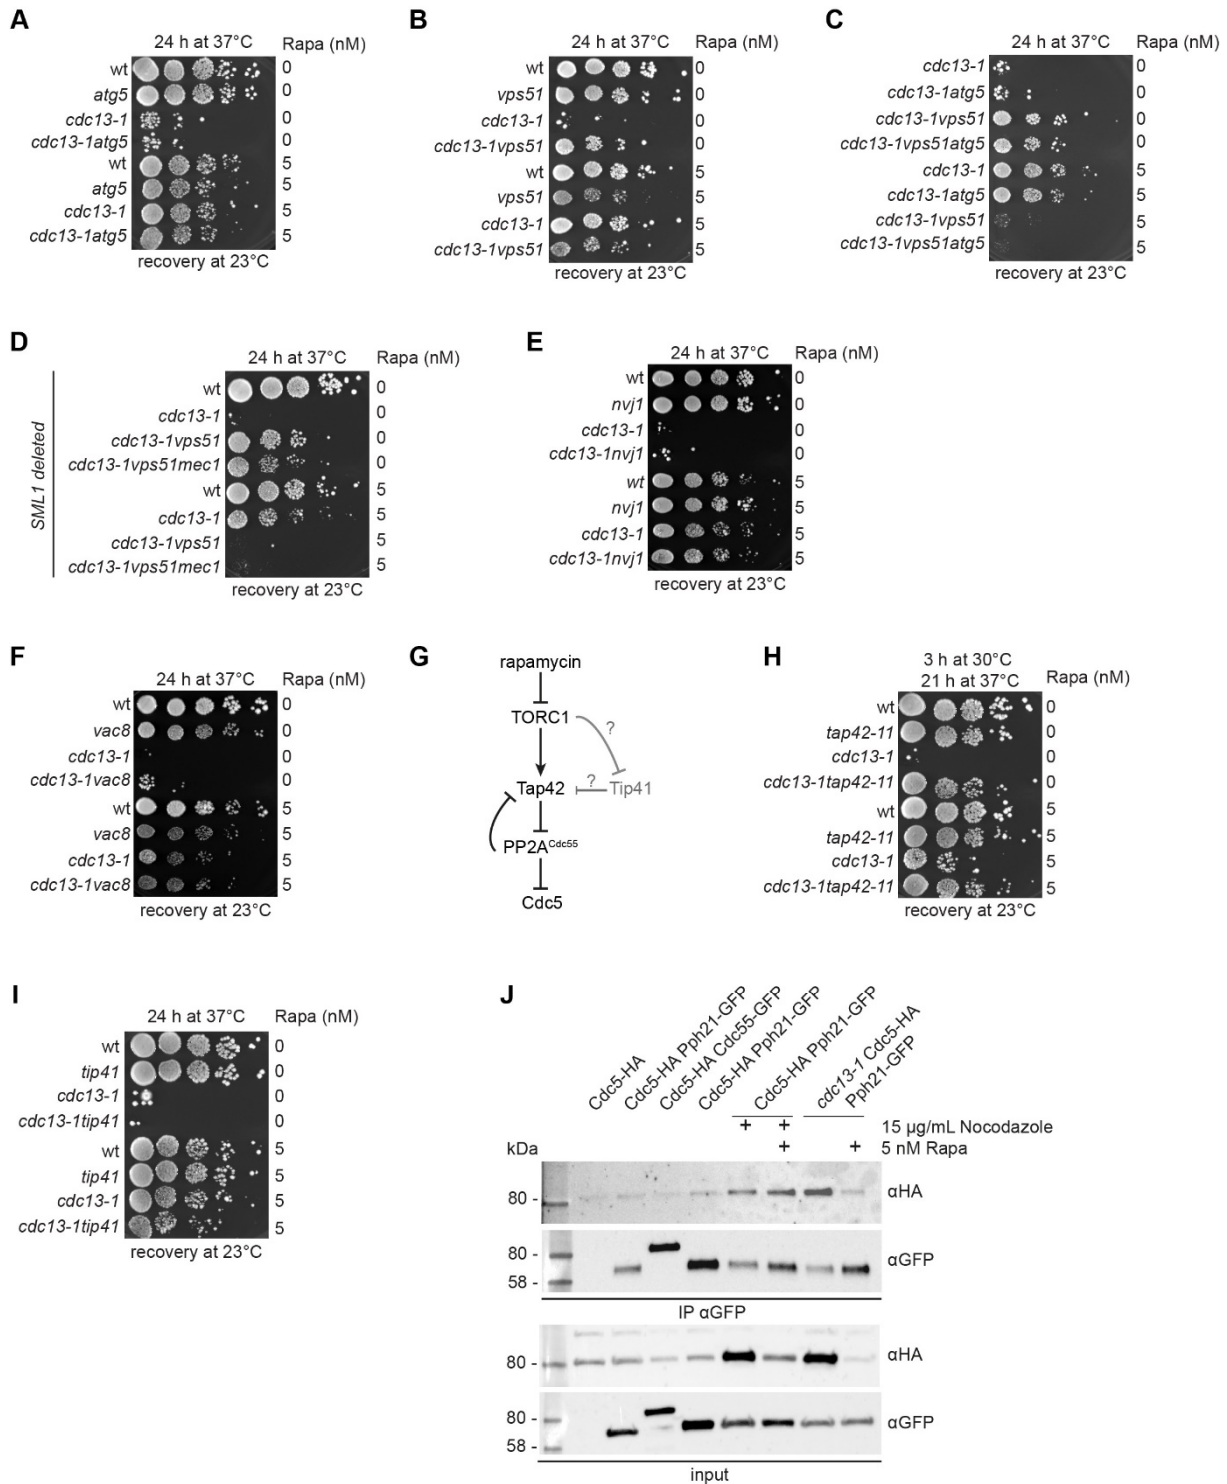 A
24 h at 37°C Rapa (nM)
wt 0
atg5 0
cdc13-1 0
cdc13-1atg5 0
wt 5
atg5 5
cdc13-1 5
cdc13-1atg5 5
recovery at 23°C
B
24 h at 37°C Rapa (nM)
wt 0
vps51 0
cdc13-1 0
cdc13-1vps51 0
wt 5
vps51 5
cdc13-1 5
cdc13-1vps51 5
recovery at 23°C
C
24 h at 37°C Rapa (nM)
cdc13-1 0
cdc13-1atg5 0
cdc13-1vps51 0
cdc13-1vps51atg5 0
cdc13-1 5
cdc13-1atg5 5
cdc13-1vps51 5
cdc13-1vps51atg5 5
recovery at 23°C
D
24 h at 37°C Rapa (nM)
SML1 deleted
wt 0
cdc13-1 0
cdc13-1vps51 0
cdc13-1vps51mec1 0
wt 5
cdc13-1 5
cdc13-1vps51 5
cdc13-1vps51mec1 5
recovery at 23°C
E
24 h at 37°C Rapa (nM)
wt 0
nvj1 0
cdc13-1 0
cdc13-1nvj1 0
wt 5
nvj1 5
cdc13-1 5
cdc13-1nvj1 5
recovery at 23°C
F
24 h at 37°C Rapa (nM)
wt 0
vac8 0
cdc13-1 0
cdc13-1vac8 0
wt 5
vac8 5
cdc13-1 5
cdc13-1vac8 5
recovery at 23°C
G
rapamycin
TORC1
?
Tap42 ? Tip41
PP2ACdc55
Cdc5
H
3 h at 30°C
21 h at 37°C Rapa (nM)
wt 0
tap42-11 0
cdc13-1 0
cdc13-1tap42-11 0
wt 5
tap42-11 5
cdc13-1 5
cdc13-1tap42-11 5
recovery at 23°C
I
24 h at 37°C Rapa (nM)
wt 0
tip41 0
cdc13-1 0
cdc13-1tip41 0
wt 5
tip41 5
cdc13-1 5
cdc13-1tip41 5
recovery at 23°C
J
Cdc5-HA
Cdc5-HA Pph21-GFP
Cdc5-HA Cdc55-GFP
Cdc5-HA Pph21-GFP
Cdc5-HA Pph21-GFP
cdc13-1 Cdc5-HA
Pph21-GFP
+ + 15 µg/mL Nocodazole
kDa + + 5 nM Rapa
80 - αHA
80 - αGFP
58 -
IP αGFP
80 - αHA
80 - αGFP
58 -
input